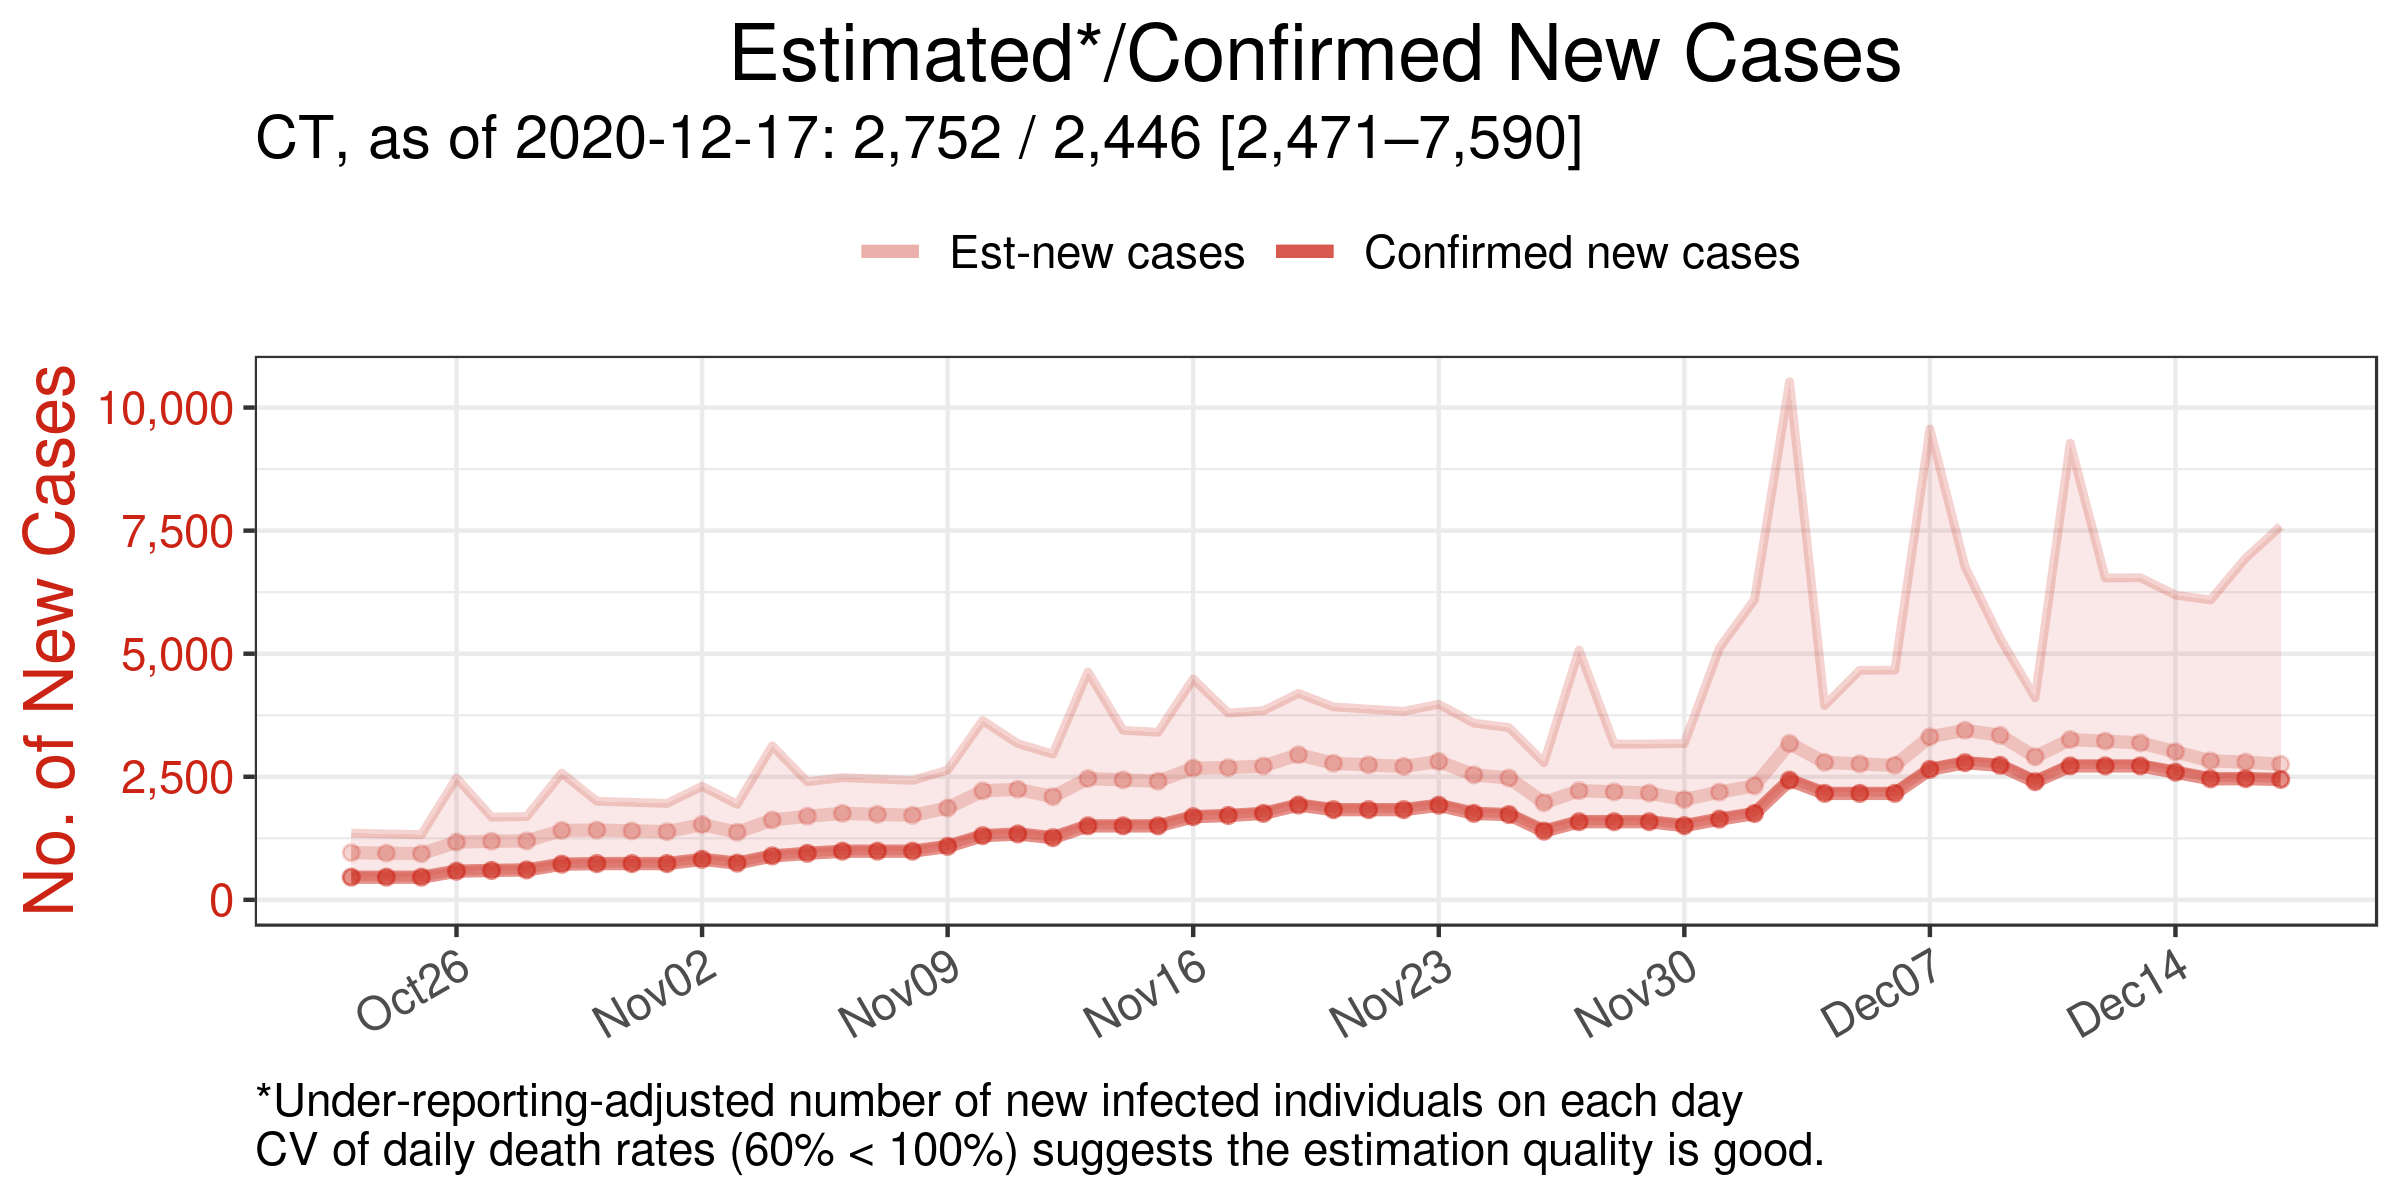 Estimated*/Confirmed New Cases
CT, as of 2020-12-17: 2,752 / 2,446 [2,471–7,590]
Est-new cases Confirmed new cases
No. of New Cases
10,000
7,500
5,000
2,500
0
Oct26 Nov02 Nov09 Nov16 Nov23 Nov30 Dec07 Dec14
*Under-reporting-adjusted number of new infected individuals on each day
CV of daily death rates (60% < 100%) suggests the estimation quality is good.